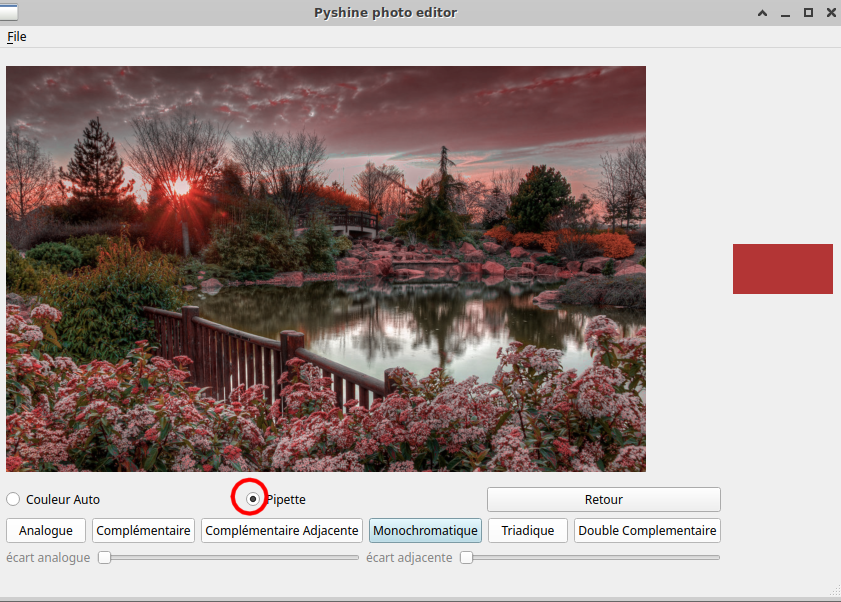 Pyshine photo editor
File
Couleur Auto
Pipette
Retour
Analogue
Complémentaire
Complémentaire Adjacente
Monochromatique
Triadique
Double Complementaire
écart analogue
écart adjacente